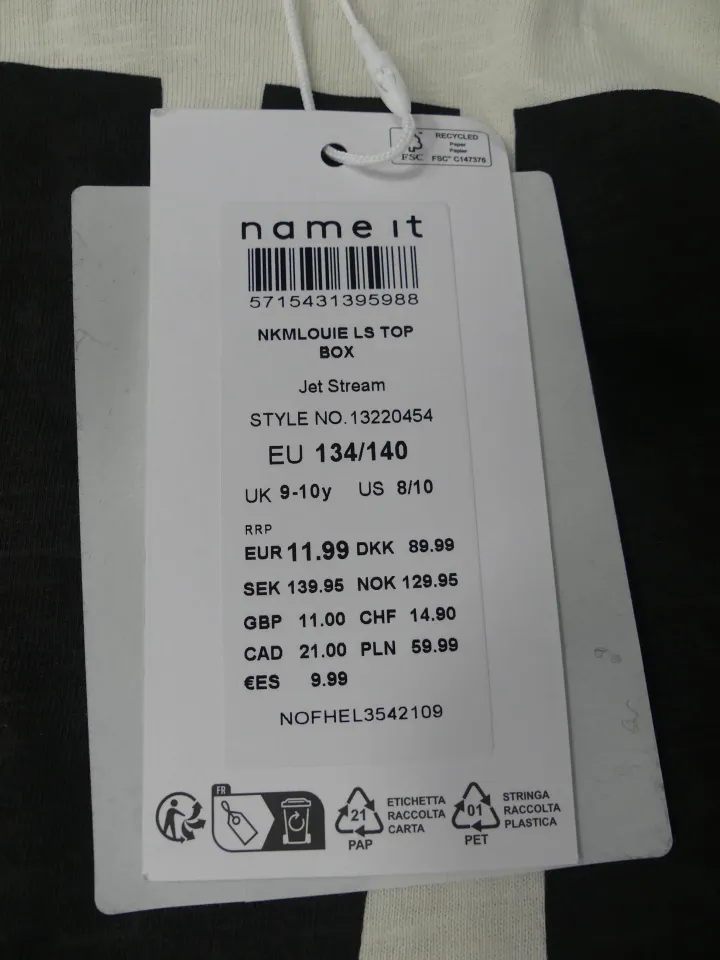 RECYCLED
Paper
Papier
FSC
FSC® C147376
name it
5715431395988
NKMLOUIE LS TOP
BOX
Jet Stream
STYLE NO.13220454
EU 134/140
UK 9-10y US 8/10
RRP
EUR 11.99 DKK 89.99
SEK 139.95 NOK 129.95
GBP 11.00 CHF 14.90
CAD 21.00 PLN 59.99
€ES 9.99
NOFHEL3542109
FR
21
PAP
ETICHETTA
RACCOLTA
CARTA
01
PET
STRINGA
RACCOLTA
PLASTICA